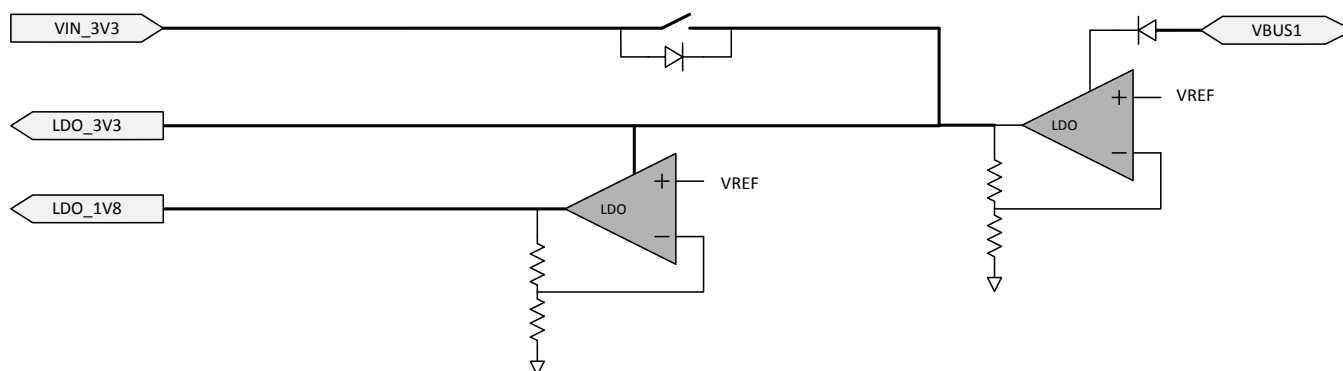 VIN_3V3
VBUS1
VREF
LDO
LDO_3V3
VREF
LDO
LDO_1V8